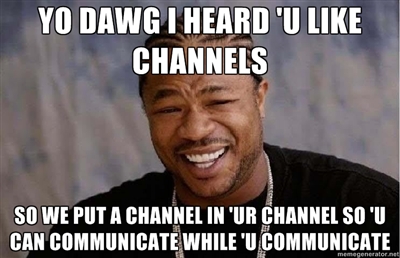 YO DAWG I HEARD 'U LIKE
CHANNELS
SO WE PUT A CHANNEL IN 'UR CHANNEL SO 'U
CAN COMMUNICATE WHILE 'U COMMUNICATE
memegenerator.net